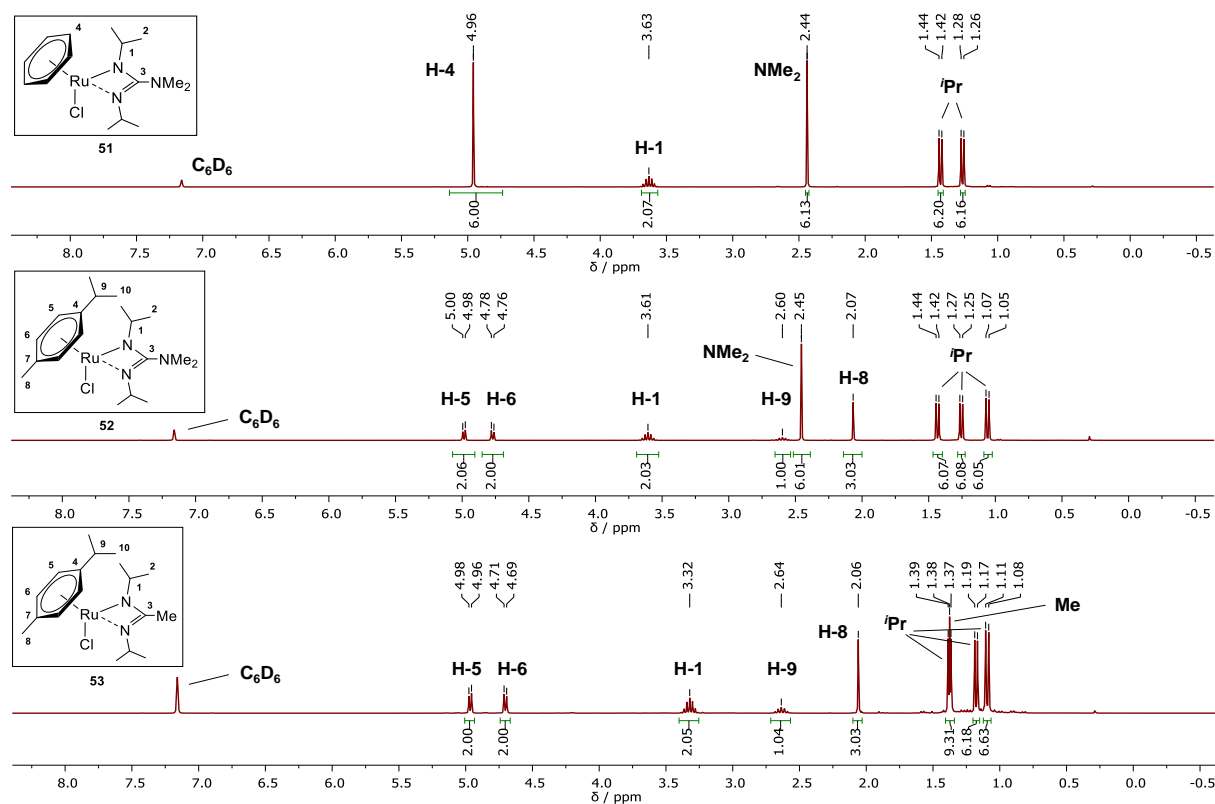 4.96
3.63
2.44
1.44
1.42
1.28
1.26
4
2
1
3
N
Ru
NMe2
Cl
N
51
H-4
NMe2
iPr
H-1
C6D6
6.00
2.07
6.13
6.20
6.16
8.0 7.5 7.0 6.5 6.0 5.5 5.0 4.5 4.0 3.5 3.0 2.5 2.0 1.5 1.0 0.5 0.0 -0.5
δ / ppm
5.00
4.98
4.78
4.76
3.61
2.60
2.45
2.07
1.44
1.42
1.27
1.25
1.07
1.05
9
10
5
4
2
6
1
7
N
3
Ru
NMe2
8
Cl
N
52
NMe2
iPr
H-8
H-5
H-6
H-1
H-9
C6D6
2.06
2.00
2.03
1.00
6.01
3.03
6.07
6.08
6.05
8.0 7.5 7.0 6.5 6.0 5.5 5.0 4.5 4.0 3.5 3.0 2.5 2.0 1.5 1.0 0.5 0.0 -0.5
δ / ppm
4.98
4.96
4.71
4.69
3.32
2.64
2.06
1.39
1.38
1.37
1.19
1.17
1.11
1.08
9
10
5
4
2
6
1
7
N
3
Ru
Me
8
Cl
N
53
Me
iPr
H-8
H-5
H-6
H-1
H-9
C6D6
2.00
2.00
2.05
1.04
3.03
9.31
6.18
6.63
8.0 7.5 7.0 6.5 6.0 5.5 5.0 4.5 4.0 3.5 3.0 2.5 2.0 1.5 1.0 0.5 0.0 -0.5
δ / ppm